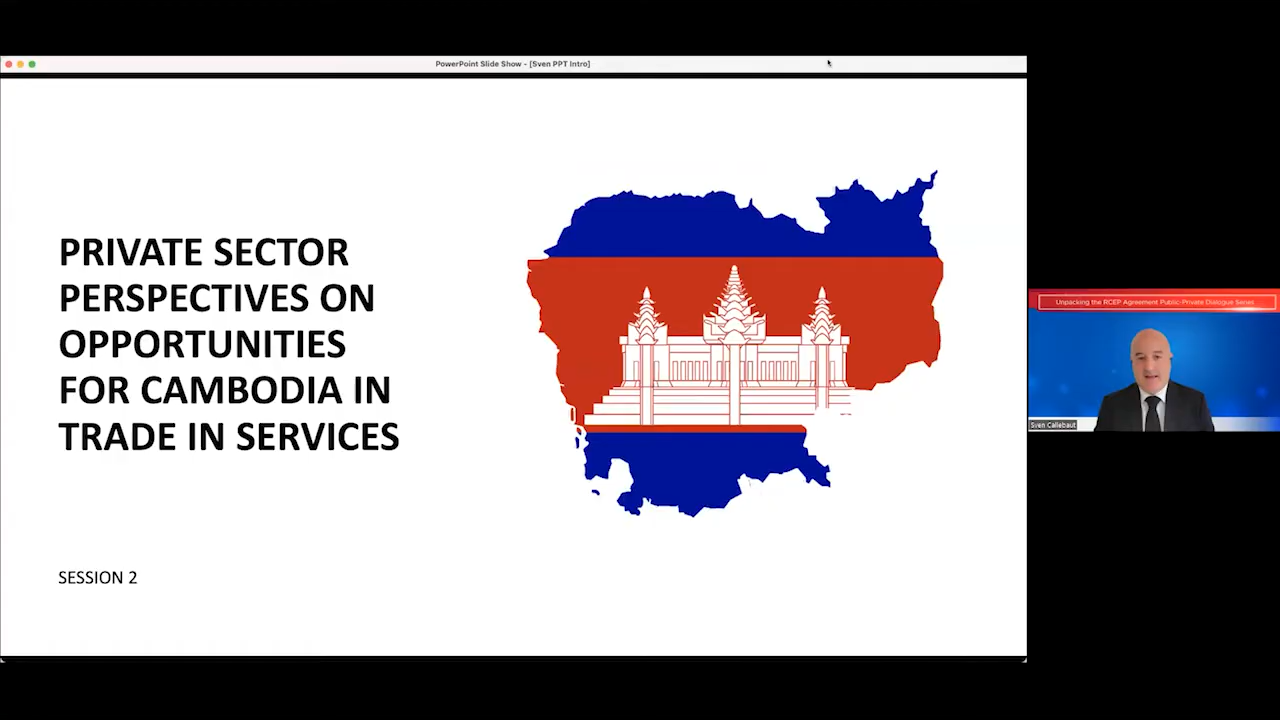 PowerPoint Slide Show - [Sven PPT Intro]
PRIVATE SECTOR
PERSPECTIVES ON
OPPORTUNITIES
FOR CAMBODIA IN
TRADE IN SERVICES
SESSION 2
Unpacking the RCEP Agreement Public-Private Dialogue Series
Sven Callebaut